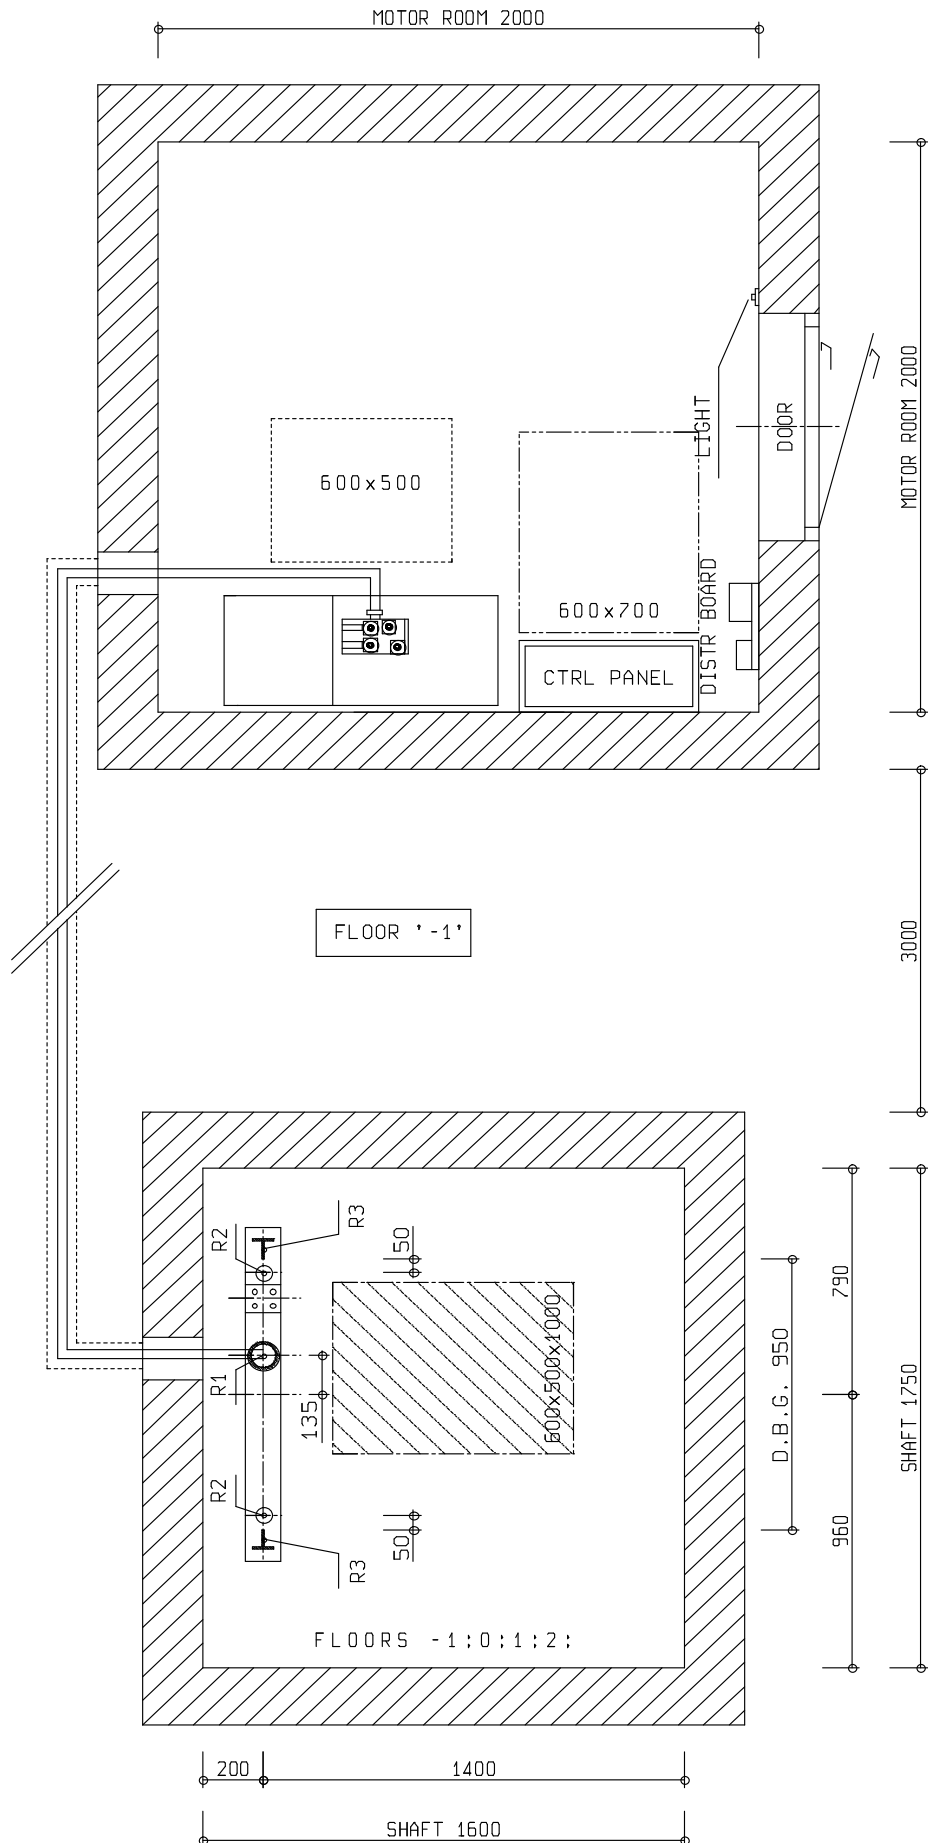 MOTOR ROOM 2000
LIGHT
DOOR
MOTOR ROOM 2000
600x500
600x700
DISTR BOARD
CTRL PANEL
FLOOR '-1'
3000
R2
R3
50
790
600x500x1000
R1
135
D.B.G. 950
SHAFT 1750
R2
50
R3
960
FLOORS -1;0;1;2;
200
1400
SHAFT 1600